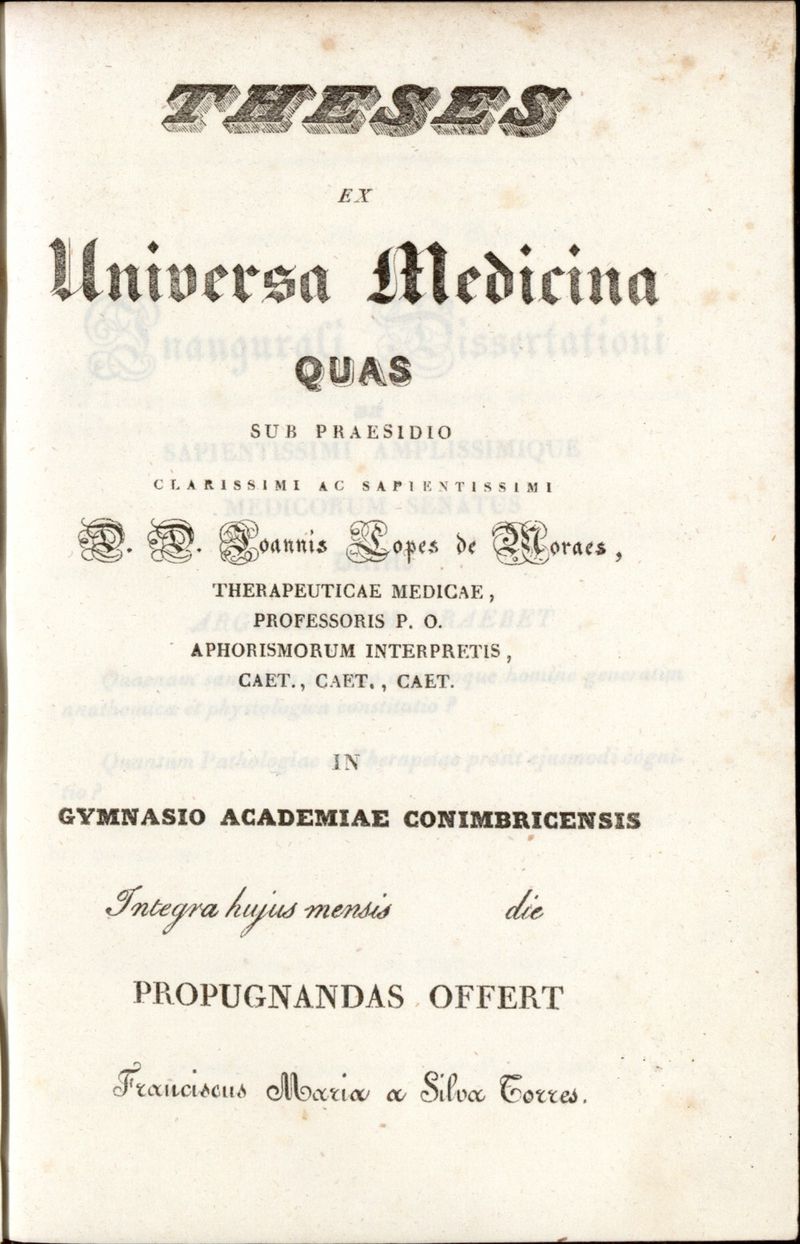 THESES
EX
Universa Medicina
QUAS
SUB PRAESIDIO
CLARISSIMI AC SAPIENTISSIMI
D. D. Joannis Lopes de Moraes,
THERAPEUTICAE MEDICAE,
PROFESSORIS P. O.
APHORISMORUM INTERPRETIS,
CAET., CAET., CAET.
IN
GYMNASIO ACADEMIAE CONIMBRICENSIS
Integra hujus mensis die
PROPUGNANDAS OFFERT
Franciscus Maria a Silva Torres.